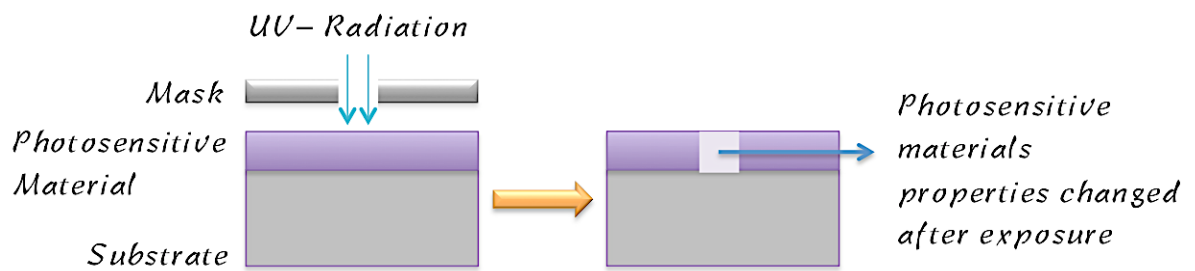 UV– Radiation
Mask
Photosensitive
Material
Substrate
Photosensitive
materials
properties changed
after exposure